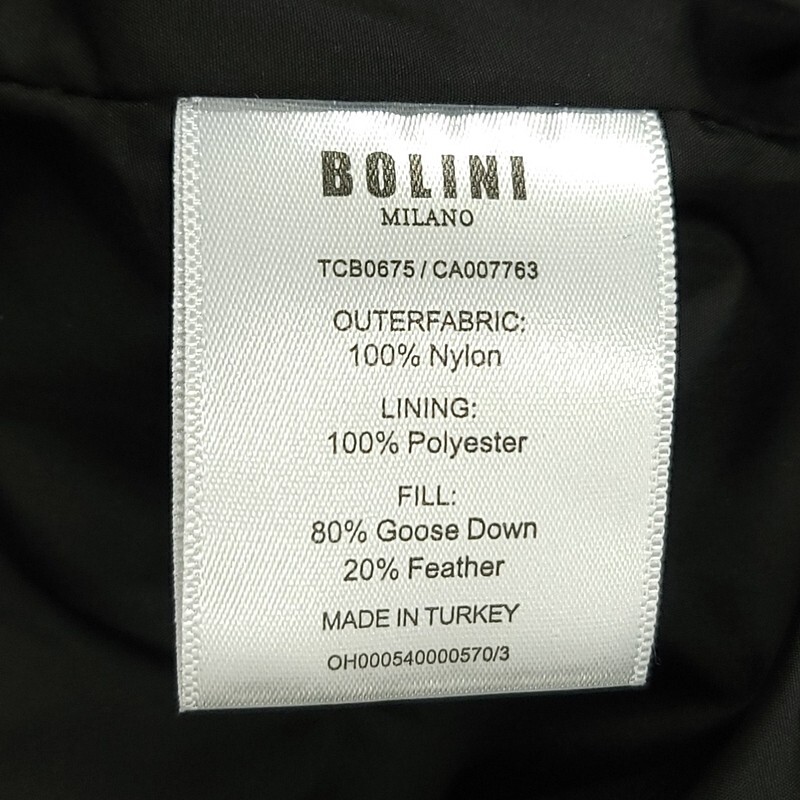 BOLINI
MILANO
TCB0675 / CA007763
OUTERFABRIC:
100% Nylon
LINING:
100% Polyester
FILL:
80% Goose Down
20% Feather
MADE IN TURKEY
OH000540000570/3